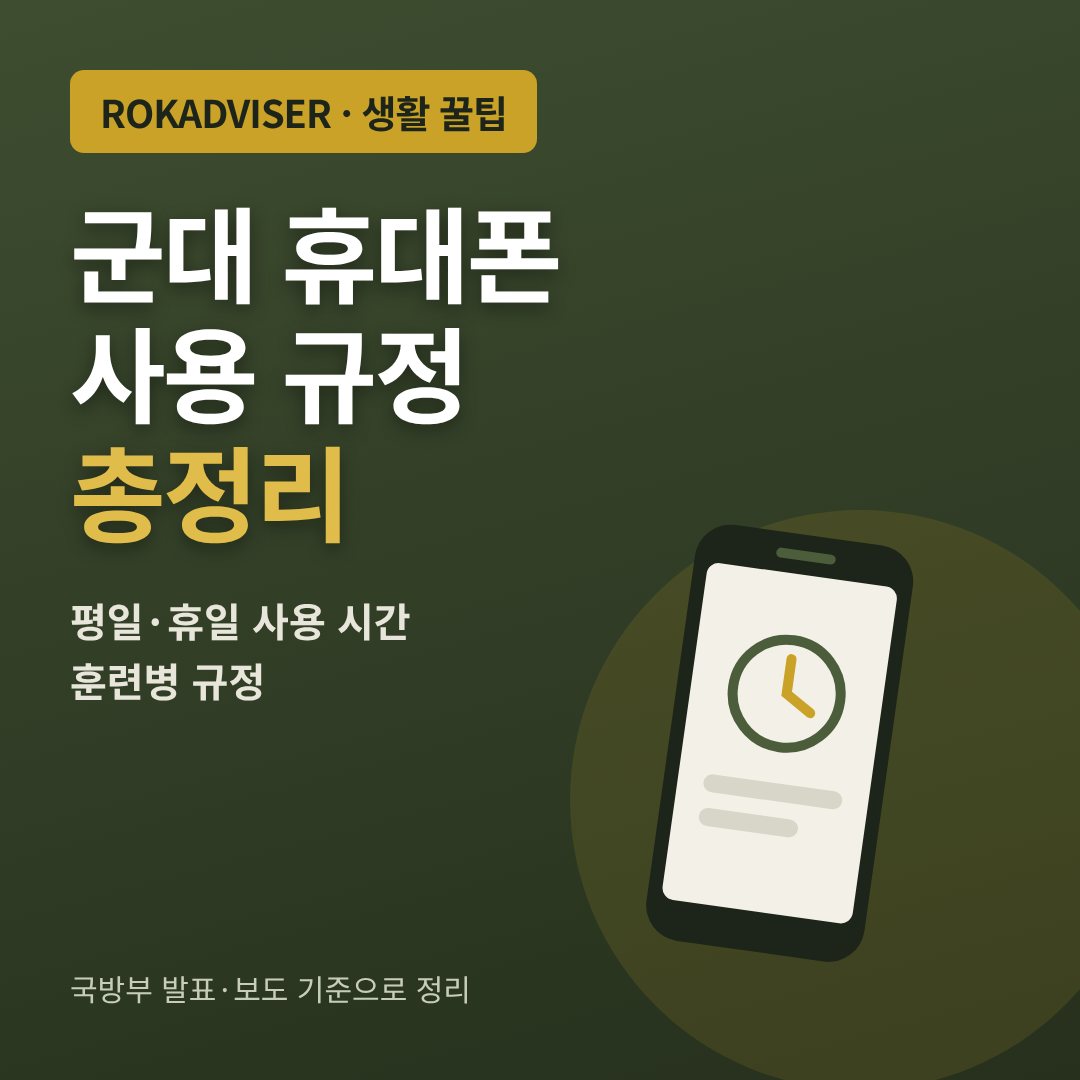 ROKADVISER · 생활 꿀팁
군대 휴대폰
사용 규정
총정리
평일·휴일 사용 시간
훈련병 규정
국방부 발표·보도 기준으로 정리